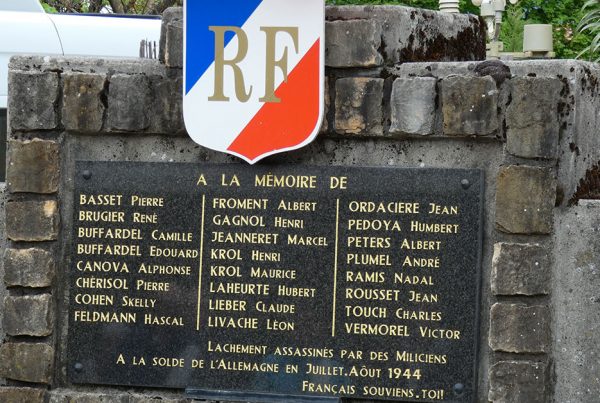 RF
A LA MÉMOIRE DE
BASSET PIERRE
BRUGIER RENÉ
BUFFARDEL CAMILLE
BUFFARDEL EDOUARD
CANOVA ALPHONSE
CHÉRISOL PIERRE
COHEN SKELLY
FELDMANN HASCAL
FROMENT ALBERT
GAGNOL HENRI
JEANNERET MARCEL
KROL HENRI
KROL MAURICE
LAHEURTE HUBERT
LIEBER CLAUDE
LIVACHE LÉON
ORDACIERE JEAN
PEDOYA HUMBERT
PETERS ALBERT
PLUMEL ANDRÉ
RAMIS NADAL
ROUSSET JEAN
TOUCH CHARLES
VERMOREL VICTOR
LACHEMENT ASSASSINÉS PAR DES MILICIENS
A LA SOLDE DE L'ALLEMAGNE EN JUILLET.AÔUT 1944
FRANÇAIS SOUVIENS.TOI!